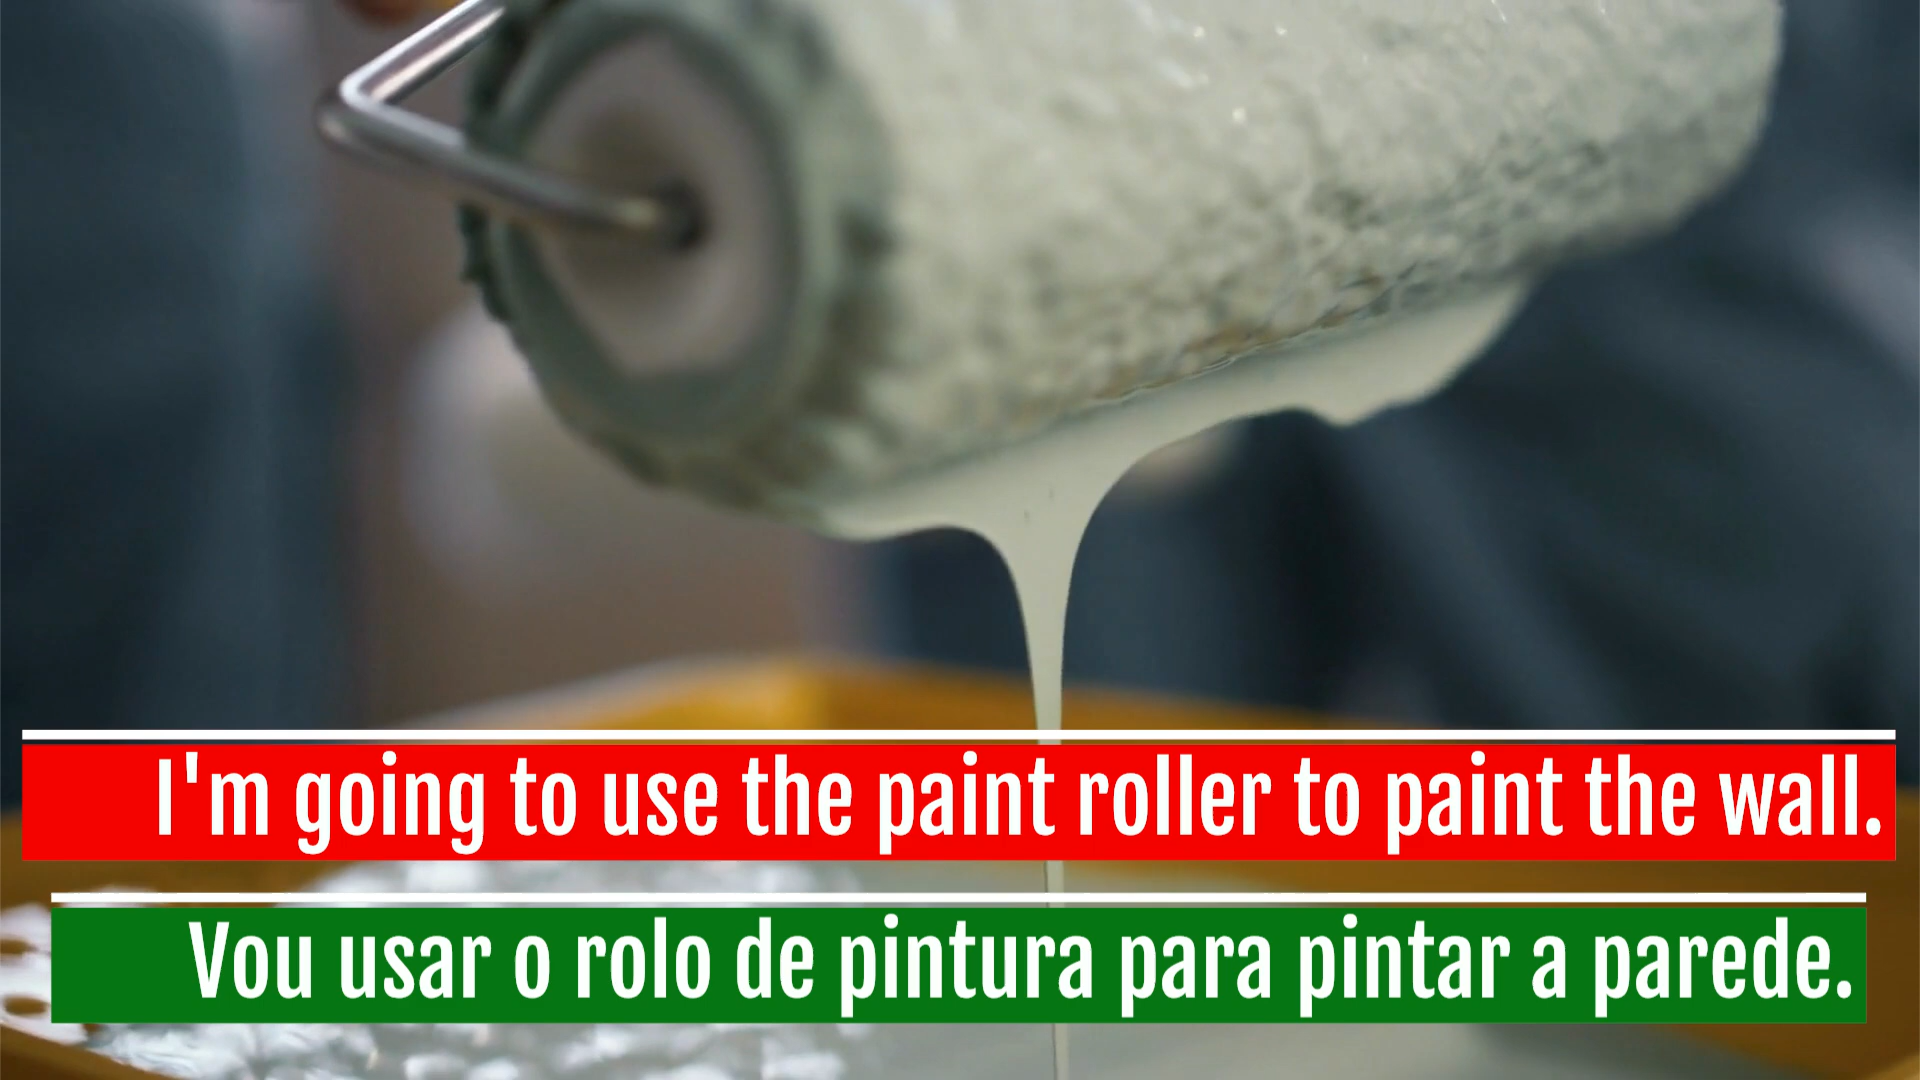 I'm going to use the paint roller to paint the wall.
Vou usar o rolo de pintura para pintar a parede.